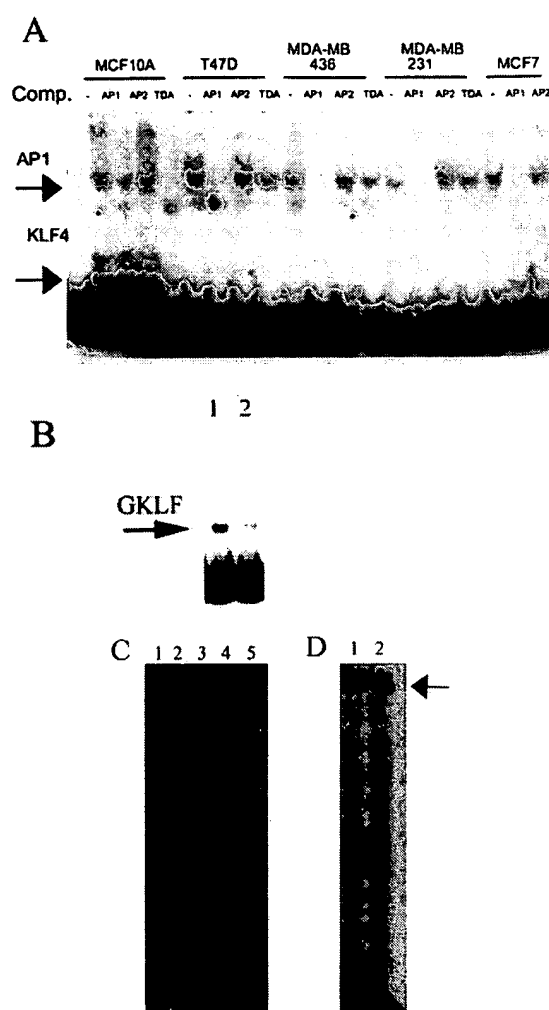 A
MCF10A T47D MDA-MB 436 MDA-MB 231 MCF7
Comp. - AP1 AP2 TDA - AP1 AP2 TDA - AP1 AP2 TDA - AP1 AP2 TDA - AP1 AP2
AP1
KLF4
1 2
B
GKLF
C 1 2 3 4 5 D 1 2